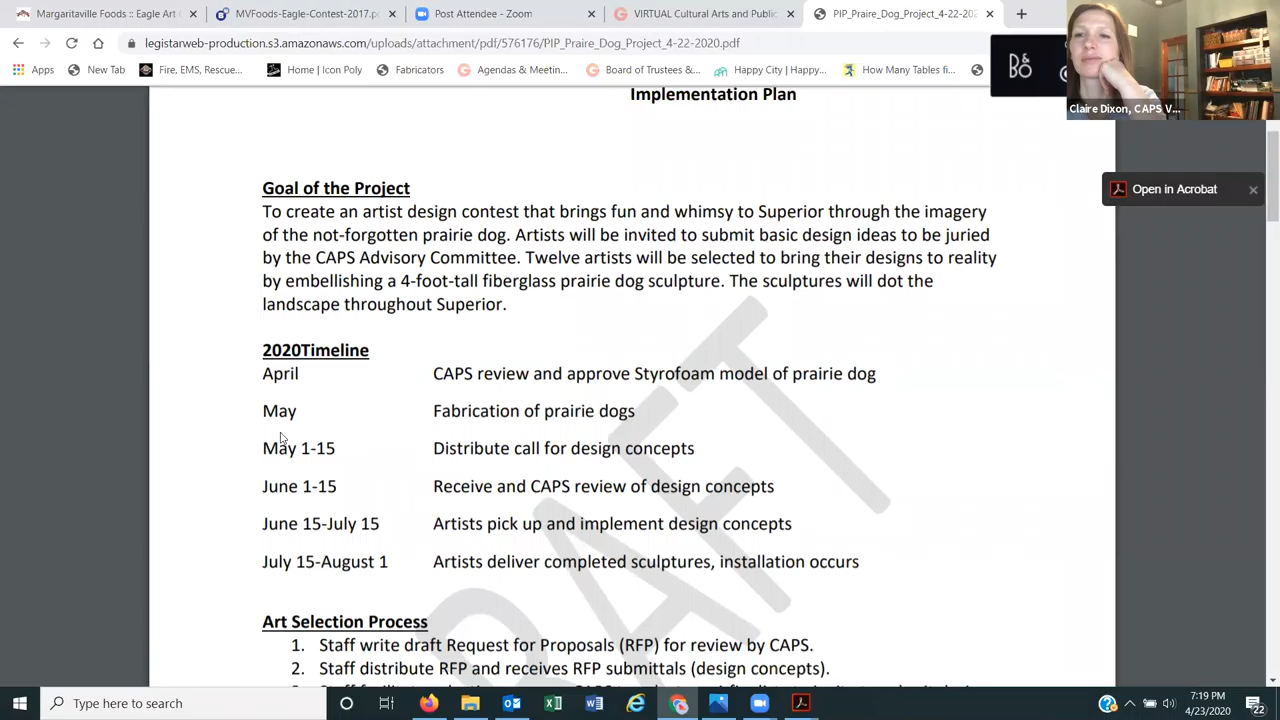 Margaritaville Foods :: Eagle Art
MVFoods-Eagle-Contest-2017.p
Post Attendee - Zoom
VIRTUAL Cultural Arts and Public
PIP_Praire_Dog_Project_4-22-202
legistarweb-production.s3.amazonaws.com/uploads/attachment/pdf/576176/PIP_Praire_Dog_Project_4-22-2020.pdf
Apps
New Tab
Fire, EMS, Rescue...
Home | Icon Poly
Fabricators
Agendas & Meetin...
Board of Trustees &...
Happy City | Happy...
How Many Tables fi...
B&BO
Claire Dixon, CAPS V...
Open in Acrobat
Implementation Plan
Goal of the Project
To create an artist design contest that brings fun and whimsy to Superior through the imagery
of the not-forgotten prairie dog. Artists will be invited to submit basic design ideas to be juried
by the CAPS Advisory Committee. Twelve artists will be selected to bring their designs to reality
by embellishing a 4-foot-tall fiberglass prairie dog sculpture. The sculptures will dot the
landscape throughout Superior.
2020Timeline
April CAPS review and approve Styrofoam model of prairie dog
May Fabrication of prairie dogs
May 1-15 Distribute call for design concepts
June 1-15 Receive and CAPS review of design concepts
June 15-July 15 Artists pick up and implement design concepts
July 15-August 1 Artists deliver completed sculptures, installation occurs
Art Selection Process
1. Staff write draft Request for Proposals (RFP) for review by CAPS.
2. Staff distribute RFP and receives RFP submittals (design concepts).
RAFT
Type here to search
7:19 PM
4/23/2020
22